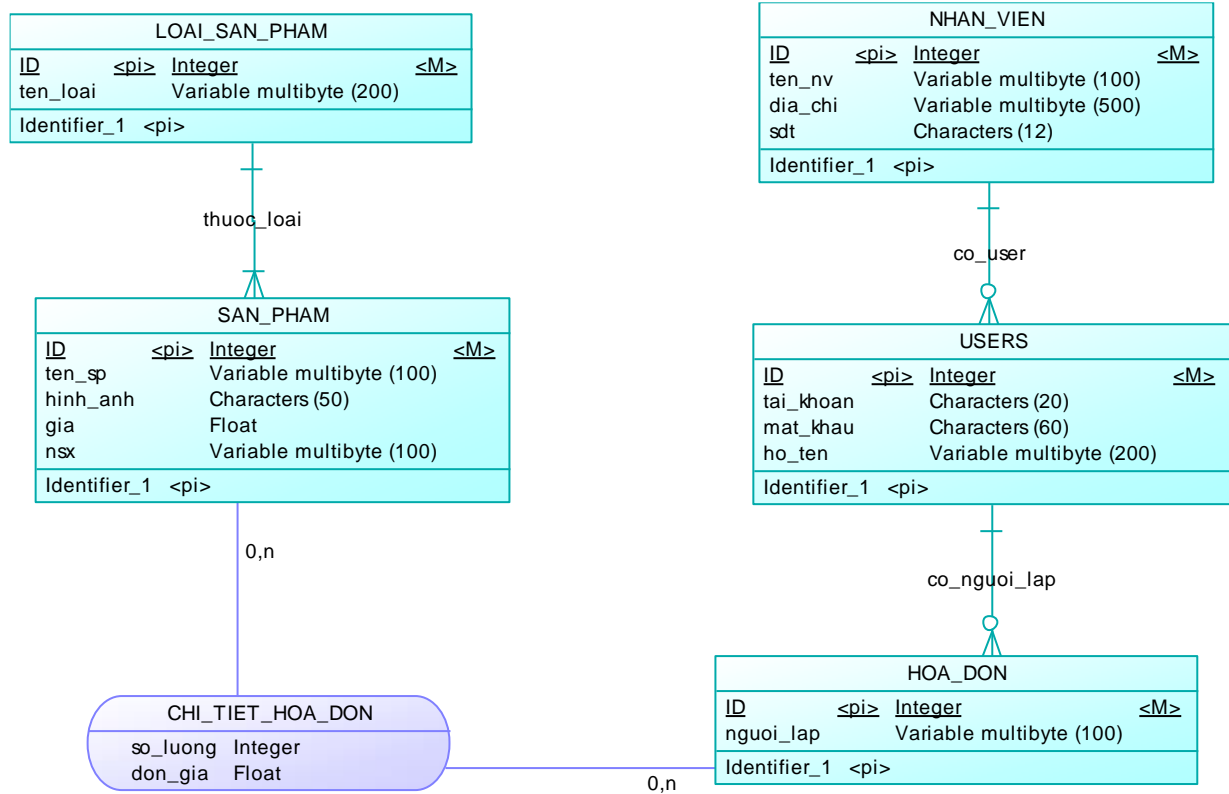 LOAI_SAN_PHAM
ID <pi> Integer <M>
ten_loai Variable multibyte (200)
Identifier_1 <pi>
thuoc_loai
SAN_PHAM
ID <pi> Integer <M>
ten_sp Variable multibyte (100)
hinh_anh Characters (50)
gia Float
nsx Variable multibyte (100)
Identifier_1 <pi>
0,n
CHI_TIET_HOA_DON
so_luong Integer
don_gia Float
0,n
NHAN_VIEN
ID <pi> Integer <M>
ten_nv Variable multibyte (100)
dia_chi Variable multibyte (500)
sdt Characters (12)
Identifier_1 <pi>
co_user
USERS
ID <pi> Integer <M>
tai_khoan Characters (20)
mat_khau Characters (60)
ho_ten Variable multibyte (200)
Identifier_1 <pi>
co_nguoi_lap
HOA_DON
ID <pi> Integer <M>
nguoi_lap Variable multibyte (100)
Identifier_1 <pi>